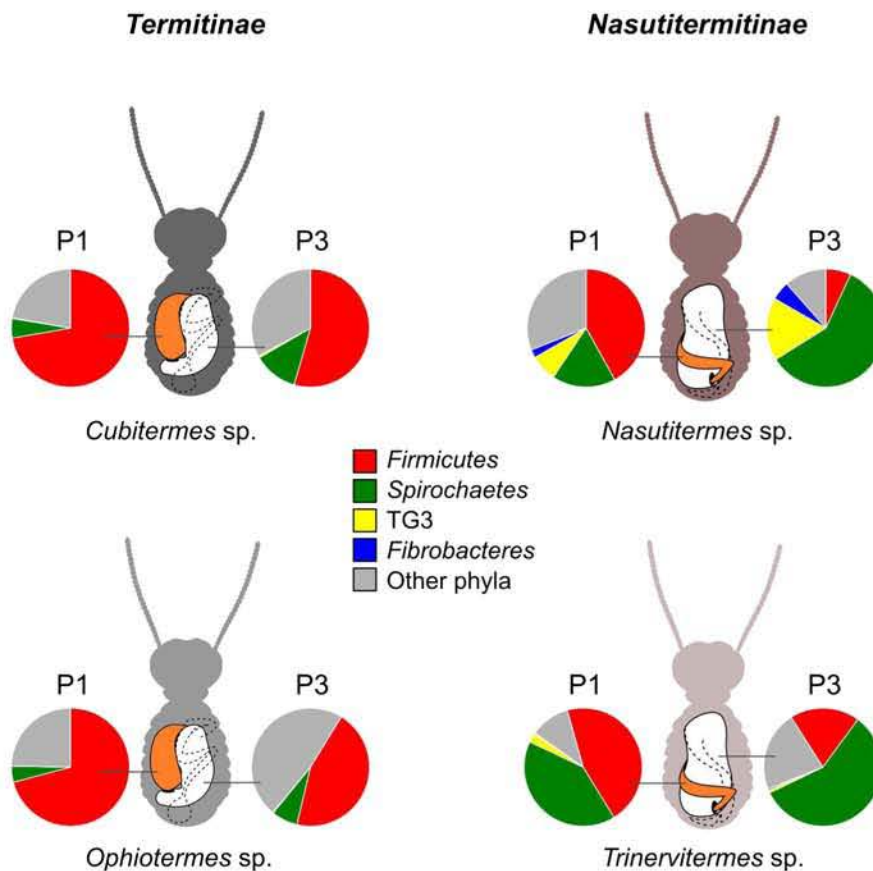 Termitinae
Nasutitermitinae
P1
P3
P1
P3
Cubitermes sp.
Nasutitermes sp.
Firmicutes
Spirochaetes
TG3
Fibrobacteres
Other phyla
P1
P3
P1
P3
Ophiotermes sp.
Trinervitermes sp.